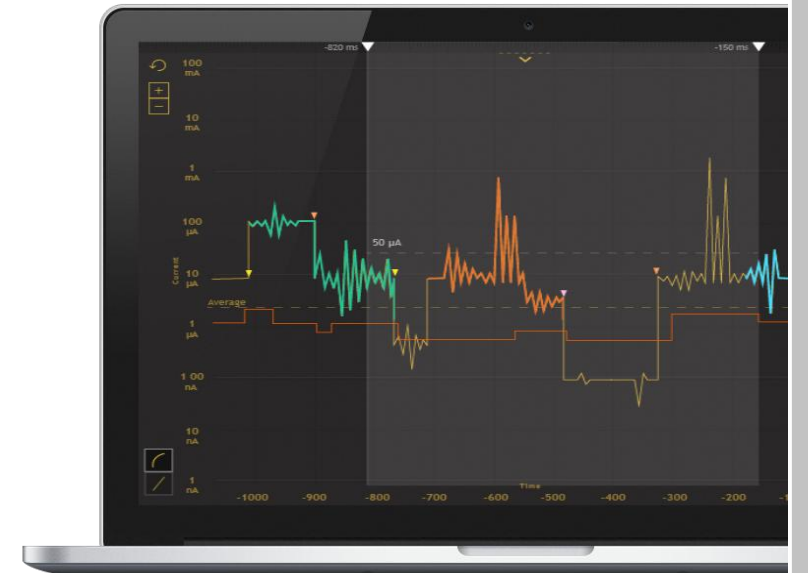 -820 ms
-150 ms
100
mA
+
−
10
mA
1
mA
100
µA
50 µA
Current
10
µA
Average
1
µA
1 00
nA
10
nA
1
nA
Time
-1000
-900
-800
-700
-600
-500
-400
-300
-200